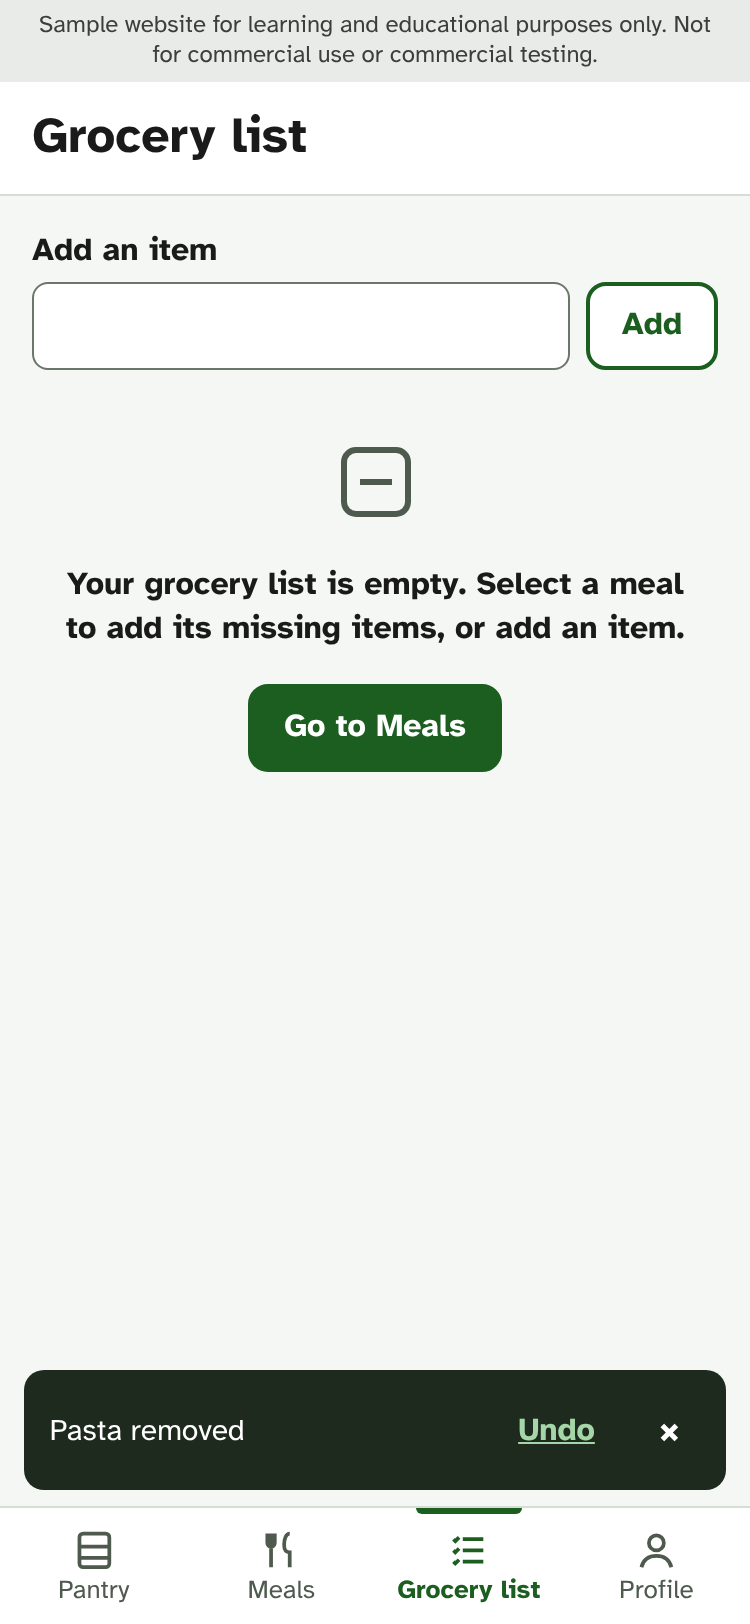 Sample website for learning and educational purposes only. Not
for commercial use or commercial testing.
Grocery list
Add an item
Add
Your grocery list is empty. Select a meal
to add its missing items, or add an item.
Go to Meals
Pasta removed Undo ×
Pantry Meals Grocery list Profile